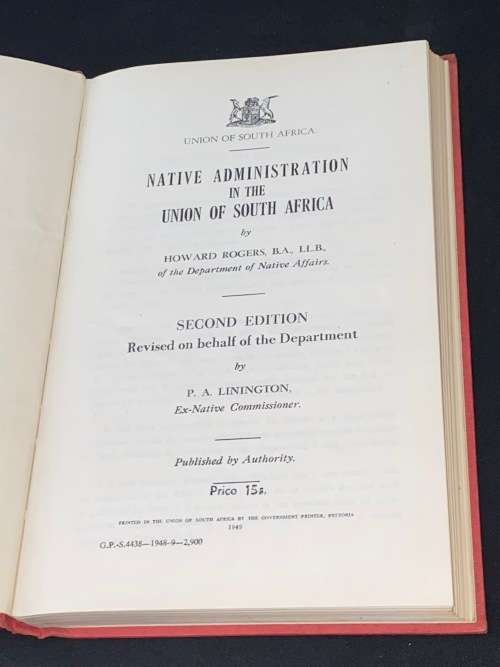 UNION OF SOUTH AFRICA.
NATIVE ADMINISTRATION
IN THE
UNION OF SOUTH AFRICA
by
HOWARD ROGERS, B.A., LL.B.,
of the Department of Native Affairs.
SECOND EDITION
Revised on behalf of the Department
by
P. A. LININGTON,
Ex-Native Commissioner.
Published by Authority.
Price 15s.
PRINTED IN THE UNION OF SOUTH AFRICA BY THE GOVERNMENT PRINTER, PRETORIA
1949
G.P.-S.4438—1948-9—2,900